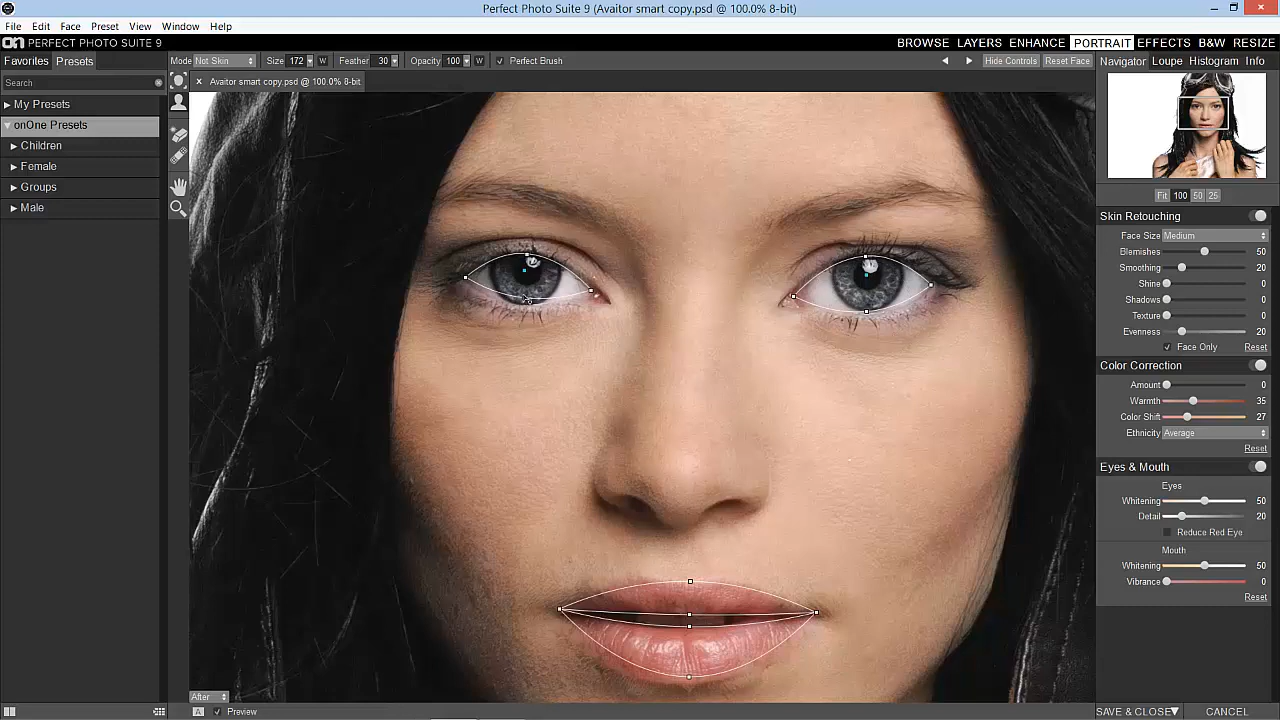 Perfect Photo Suite 9 (Avaitor smart copy.psd @ 100.0% 8-bit)
File Edit Face Preset View Window Help
on PERFECT PHOTO SUITE 9
BROWSE LAYERS ENHANCE PORTRAIT EFFECTS B&W RESIZE
Favorites Presets
Mode Not Skin Size 172 W Feather 30 Opacity 100 W Perfect Brush
Hide Controls Reset Face
Navigator Loupe Histogram Info
Search
Avaitor smart copy.psd @ 100.0% 8-bit
My Presets
onOne Presets
Children
Female
Groups
Male
Fit 100 50 25
Skin Retouching
Face Size Medium
Blemishes 50
Smoothing 20
Shine 0
Shadows 0
Texture 0
Evenness 20
Face Only Reset
Color Correction
Amount 0
Warmth 35
Color Shift 27
Ethnicity Average
Reset
Eyes & Mouth
Eyes
Whitening 50
Detail 20
Reduce Red Eye
Mouth
Whitening 50
Vibrance 0
Reset
After
A Preview
SAVE & CLOSE CANCEL